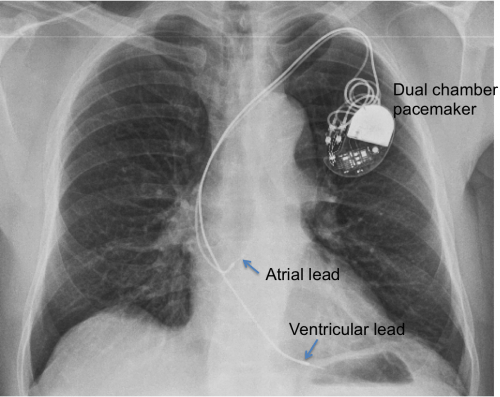 Dual chamber
pacemaker
Atrial lead
Ventricular lead